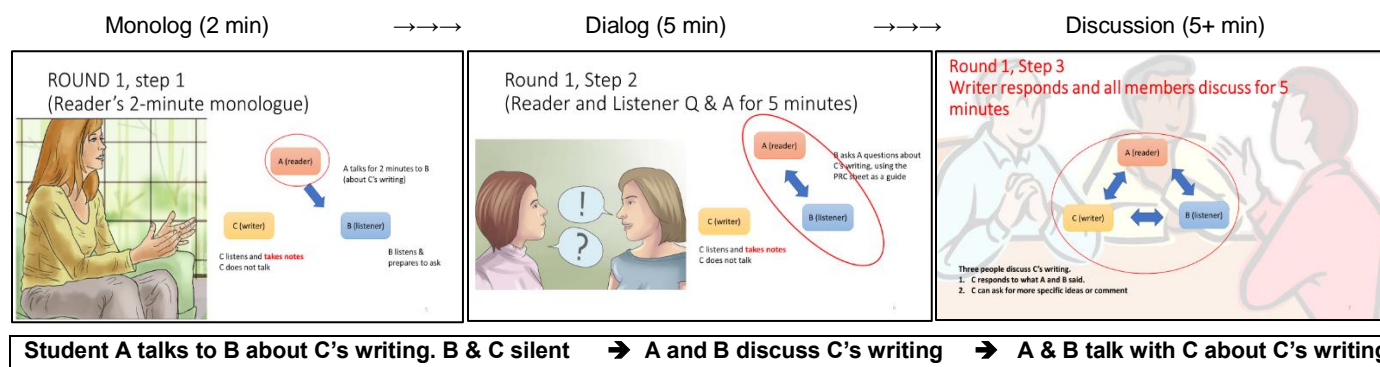 Monolog (2 min) →→→ Dialog (5 min) →→→ Discussion (5+ min)
ROUND 1, step 1
(Reader's 2-minute monologue)
A (reader)
A talks for 2 minutes to B
(about C's writing)
C (writer)
B (listener)
C listens and takes notes
C does not talk
B listens &
prepares to ask
5
Round 1, Step 2
(Reader and Listener Q & A for 5 minutes)
!
?
A (reader)
B asks A questions about
C's writing, using the
PRC sheet as a guide
C (writer)
B (listener)
C listens and takes notes
C does not talk
Round 1, Step 3
Writer responds and all members discuss for 5
minutes
A (reader)
C (writer)
B (listener)
Three people discuss C's writing.
1. C responds to what A and B said.
2. C can ask for more specific ideas or comment
Student A talks to B about C's writing. B & C silent ➔ A and B discuss C's writing ➔ A & B talk with C about C's writing